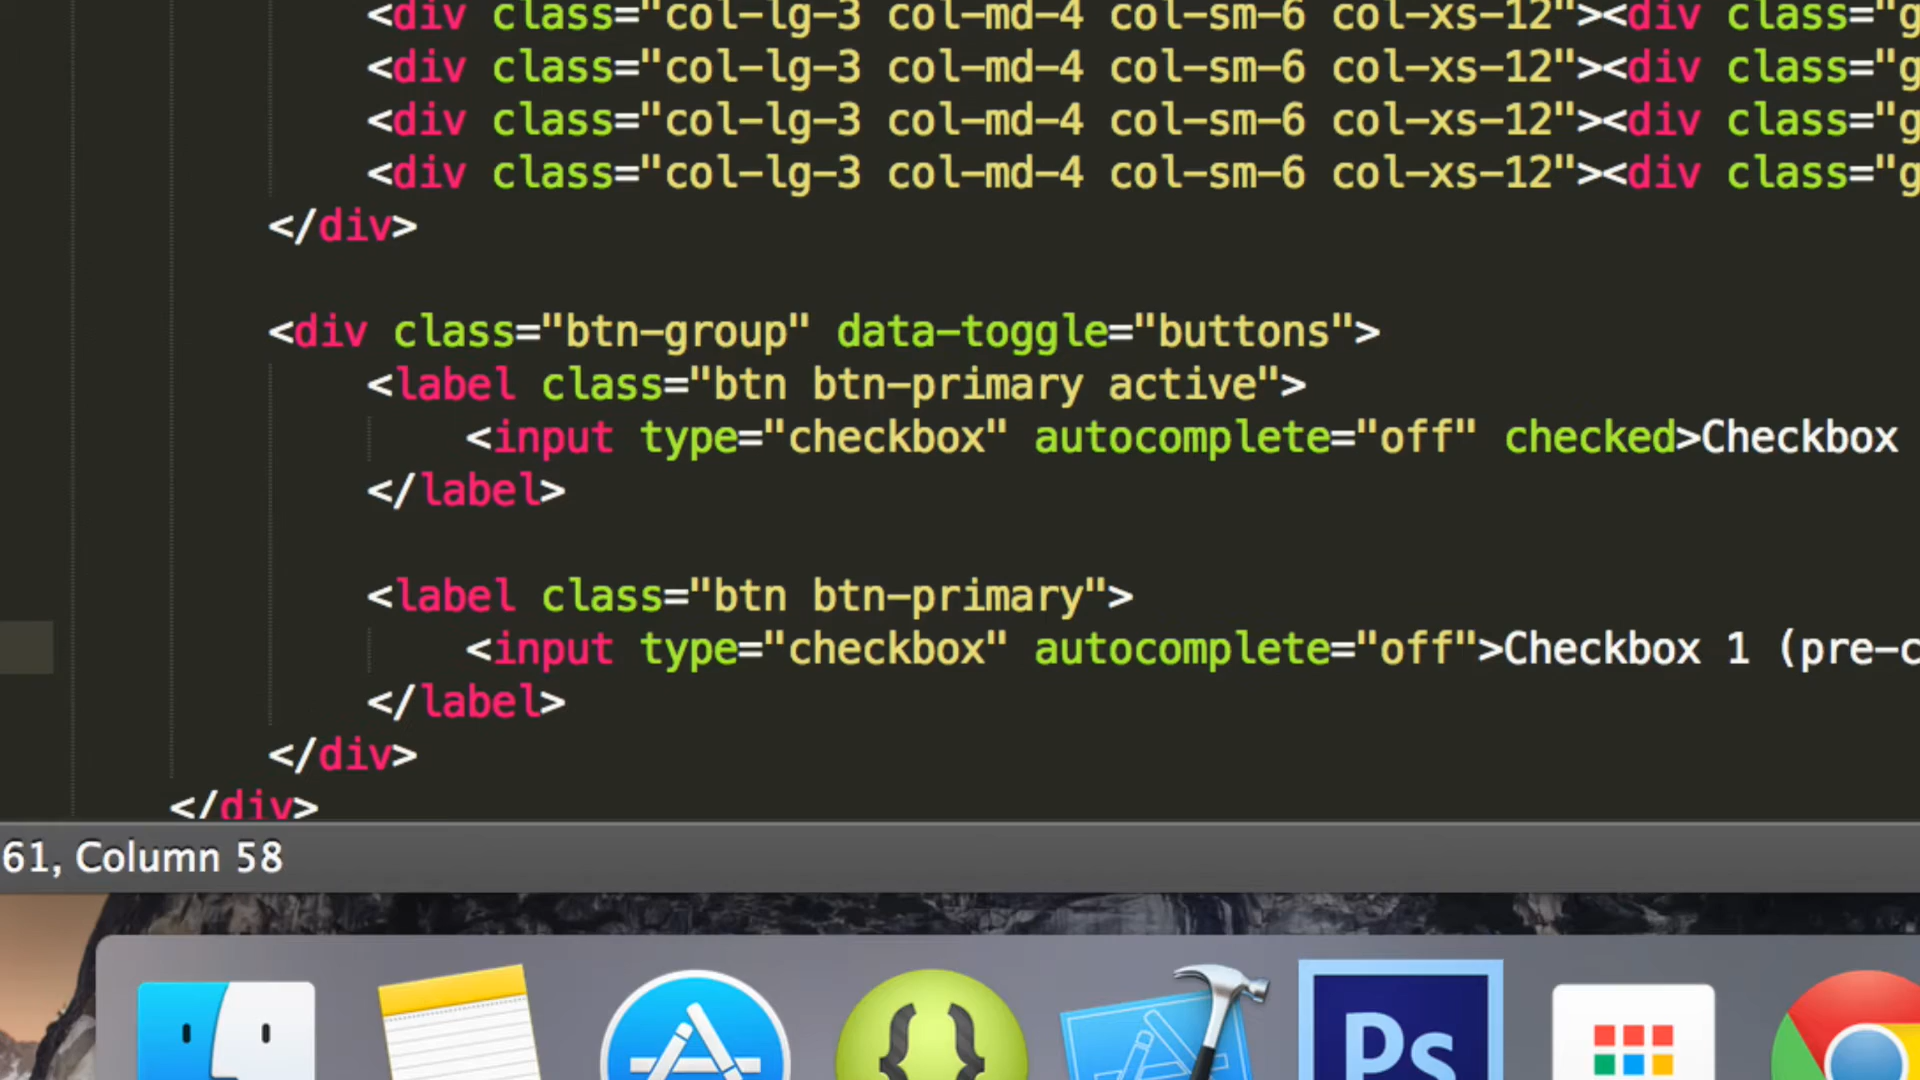 <div class="col-lg-3 col-md-4 col-sm-6 col-xs-12"><div class="g
<div class="col-lg-3 col-md-4 col-sm-6 col-xs-12"><div class="g
<div class="col-lg-3 col-md-4 col-sm-6 col-xs-12"><div class="g
<div class="col-lg-3 col-md-4 col-sm-6 col-xs-12"><div class="g
</div>
<div class="btn-group" data-toggle="buttons">
<label class="btn btn-primary active">
<input type="checkbox" autocomplete="off" checked>Checkbox
</label>
<label class="btn btn-primary">
<input type="checkbox" autocomplete="off">Checkbox 1 (pre-c
</label>
</div>
</div>
61, Column 58
{}
Ps